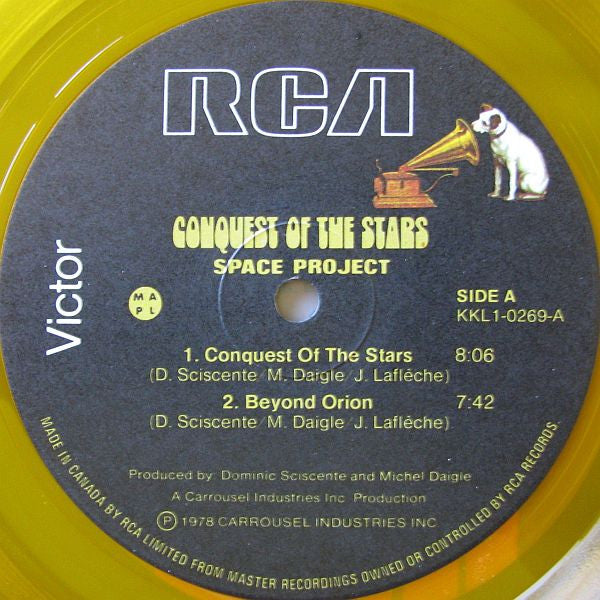 RCA
CONQUEST OF THE STARS
SPACE PROJECT
Victor
MAPL
SIDE A
KKL1-0269-A
1. Conquest Of The Stars 8:06
(D. Sciscente/M. Daigle/J. Laflêche)
2. Beyond Orion 7:42
(D. Sciscente/M. Daigle/J. Laflêche)
Produced by: Dominic Sciscente and Michel Daigle
A Carrousel Industries Inc. Production
Ⓟ 1978 CARROUSEL INDUSTRIES INC
MADE IN CANADA BY RCA LIMITED FROM MASTER RECORDINGS OWNED OR CONTROLLED BY RCA RECORDS.